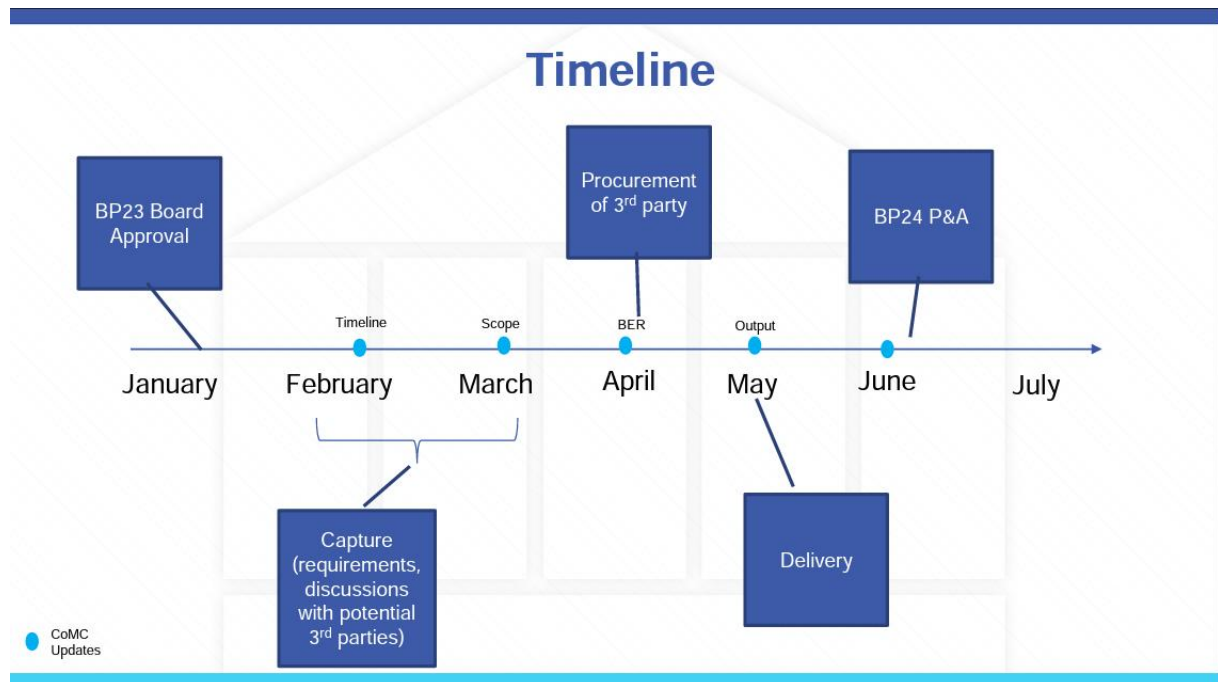 Timeline
BP23 Board
Approval
Procurement
of 3rd party
BP24 P&A
Timeline
Scope
BER
Output
January
February
March
April
May
June
July
Capture
(requirements,
discussions
with potential
3rd parties)
Delivery
CoMC
Updates